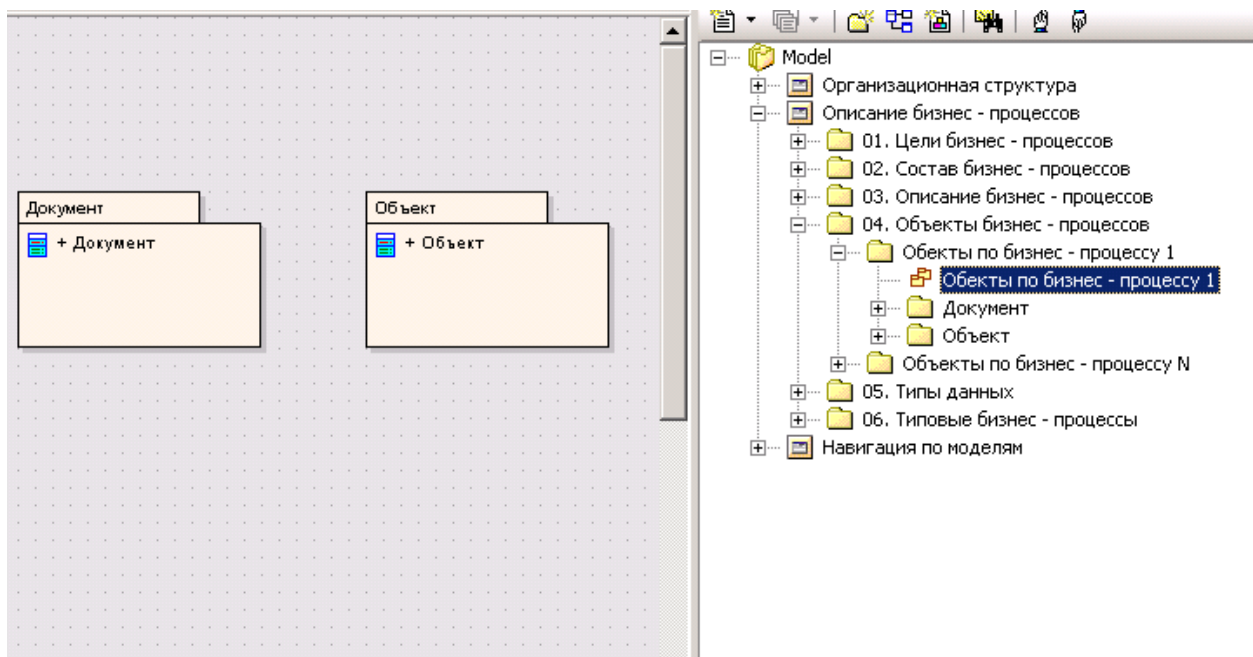 Документ
+ Документ
Объект
+ Объект
Model
Организационная структура
Описание бизнес - процессов
01. Цели бизнес - процессов
02. Состав бизнес - процессов
03. Описание бизнес - процессов
04. Объекты бизнес - процессов
Обекты по бизнес - процессу 1
Обекты по бизнес - процессу 1
Документ
Объект
Объекты по бизнес - процессу N
05. Типы данных
06. Типовые бизнес - процессы
Навигация по моделям